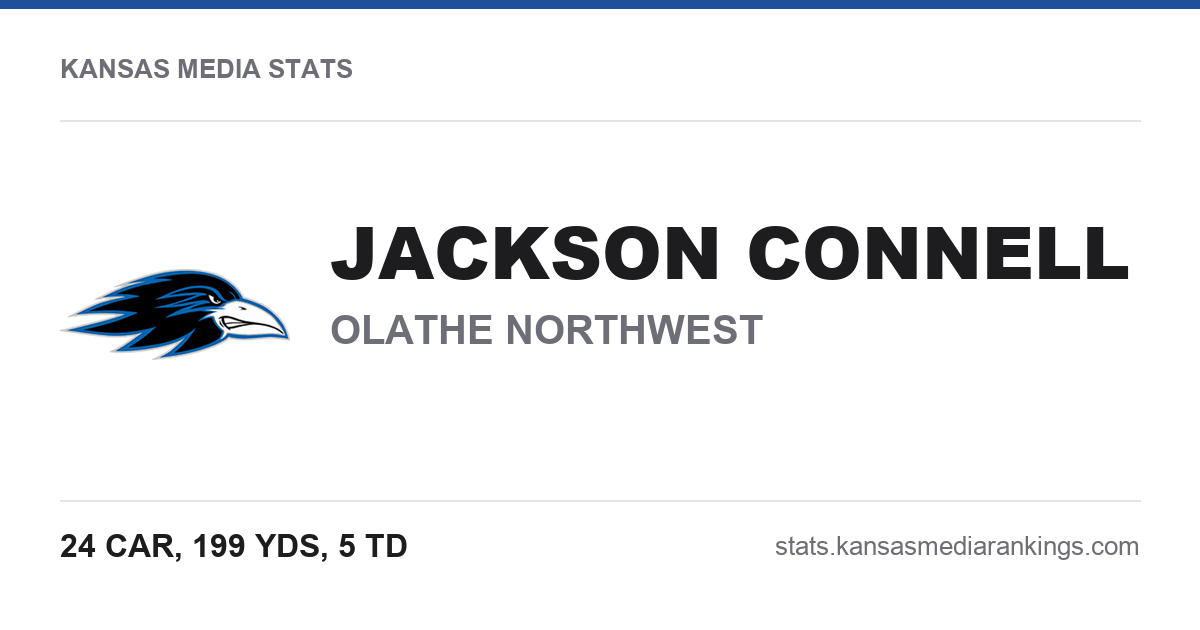 KANSAS MEDIA STATS
JACKSON CONNELL
OLATHE NORTHWEST
24 CAR, 199 YDS, 5 TD
stats.kansasmediarankings.com